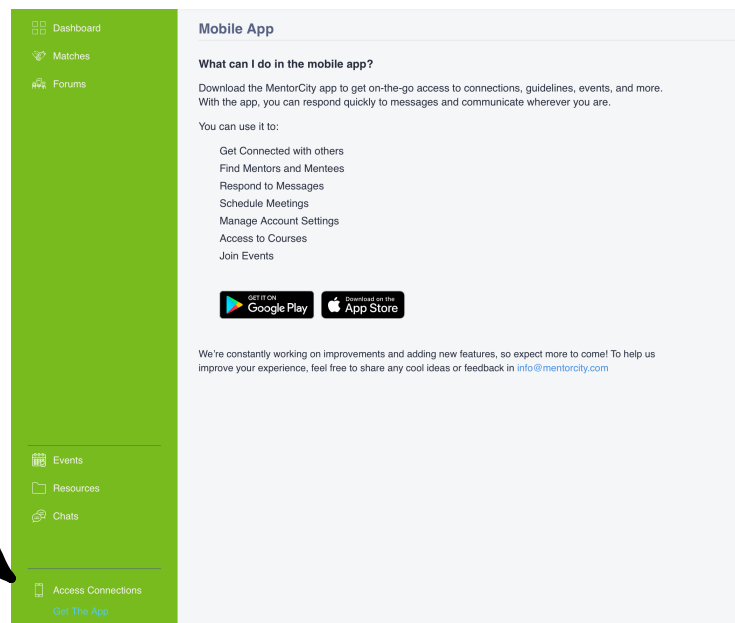 Dashboard
Matches
Forums
Events
Resources
Chats
Access Connections
Get The App
Mobile App
What can I do in the mobile app?
Download the MentorCity app to get on-the-go access to connections, guidelines, events, and more.
With the app, you can respond quickly to messages and communicate wherever you are.
You can use it to:
Get Connected with others
Find Mentors and Mentees
Respond to Messages
Schedule Meetings
Manage Account Settings
Access to Courses
Join Events
GET IT ON
Google Play
Download on the
App Store
We're constantly working on improvements and adding new features, so expect more to come! To help us
improve your experience, feel free to share any cool ideas or feedback in info@mentorcity.com